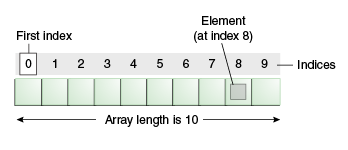 Element
(at index 8)
First index
0 1 2 3 4 5 6 7 8 9
Indices
Array length is 10